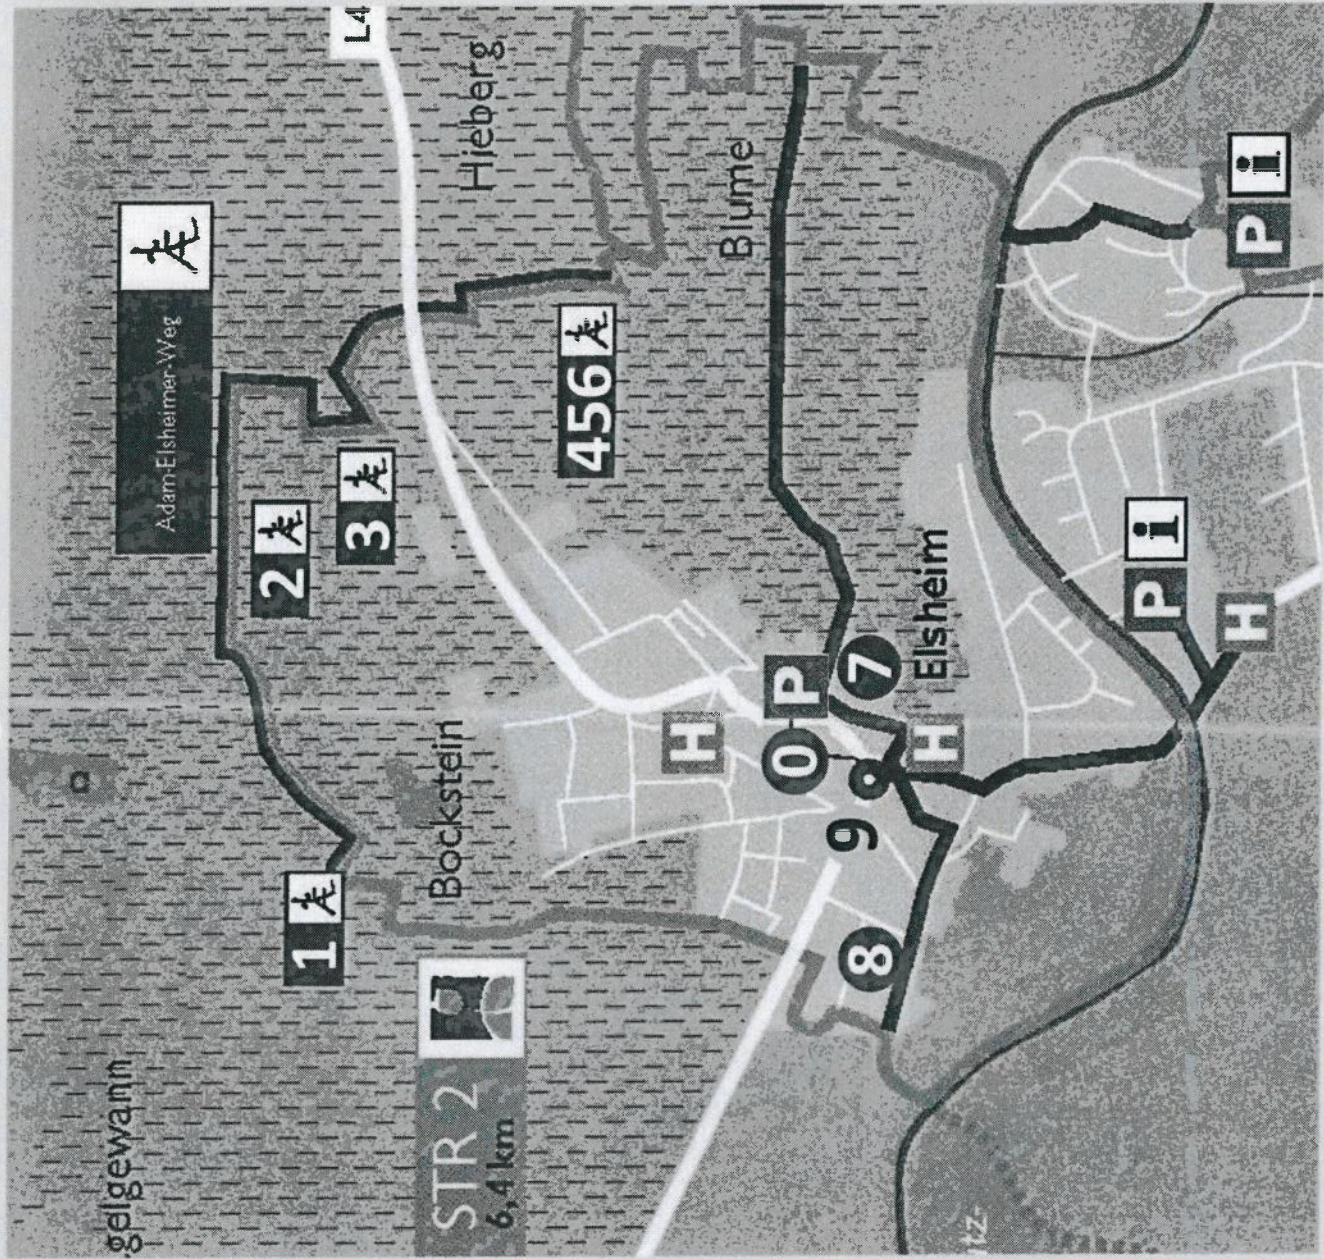 gelgewann
STR 2
6,4 km
1
Bockstein
2
3
Adam-Elsheimer-Weg
L4
Hieberg
456
Blume
H
P
0
7
9
8
H
Elsheim
P i
H
P i
tz-